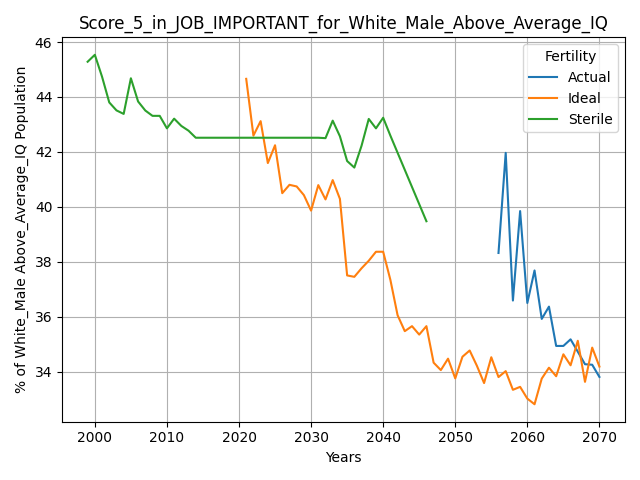 Score_5_in_JOB_IMPORTANT_for_White_Male_Above_Average_IQ
% of White_Male Above_Average_IQ Population
46
44
42
40
38
36
34
Fertility
Actual
Ideal
Sterile
2000 2010 2020 2030 2040 2050 2060 2070
Years